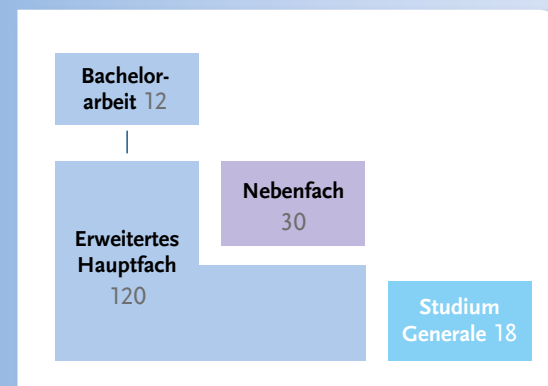 Bachelor-
arbeit 12
Erweitertes
Hauptfach
120
Nebenfach
30
Studium
Generale 18